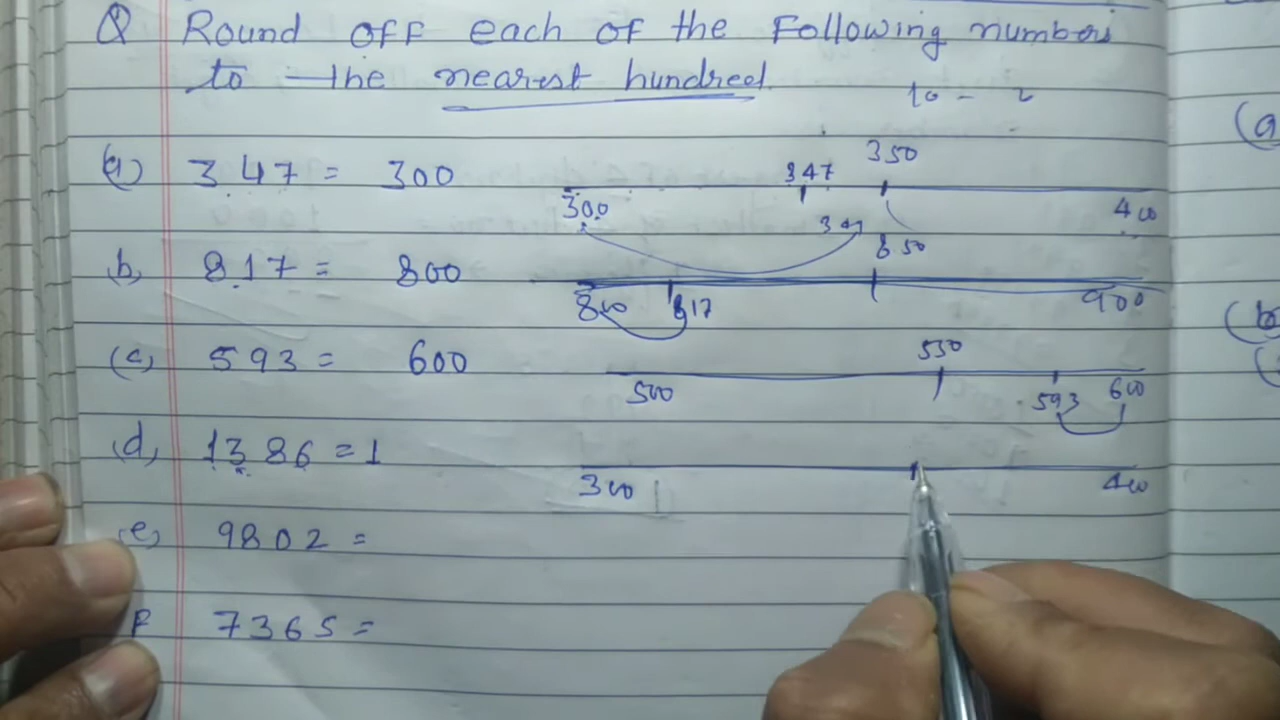 Q Round off each of the Following numbers
to the nearest hundred.
10 -
(a) 347 = 300
347 350
300 400
347
850
(b) 817 = 800
800 817 900
(c) 593 = 600
550
500 593 600
(d) 1386 = 1
300 400
(e) 9802 =
F 7365 =
(a
(b
(